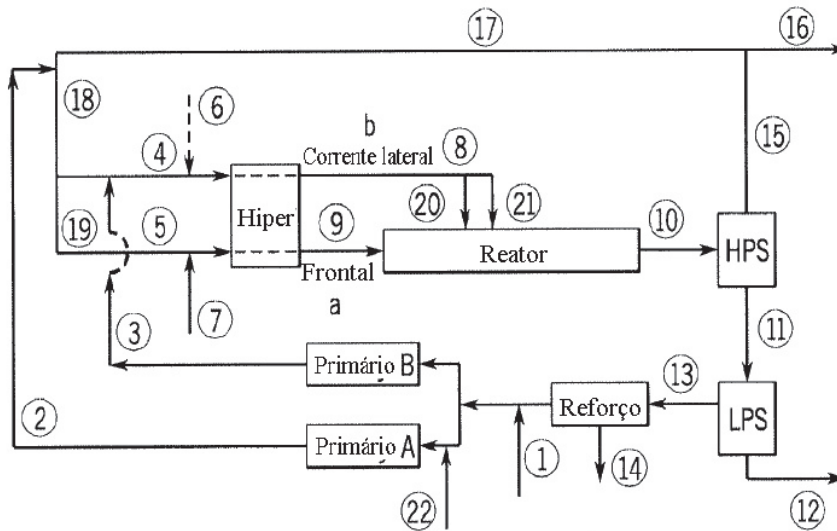 17
16
18
6
b
4
Corrente lateral
8
15
Hiper
20
21
10
19
5
9
Reator
HPS
Frontal
a
3
7
11
Primário B
13
Reforço
LPS
2
Primário A
1
14
22
12